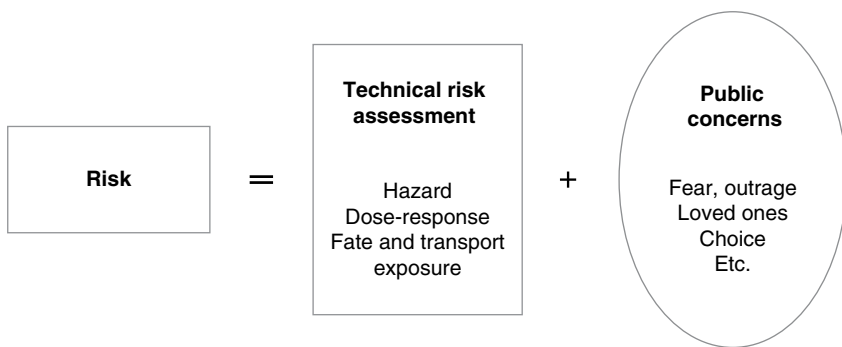 Risk
=
Technical risk
assessment
Hazard
Dose-response
Fate and transport
exposure
+
Public
concerns
Fear, outrage
Loved ones
Choice
Etc.